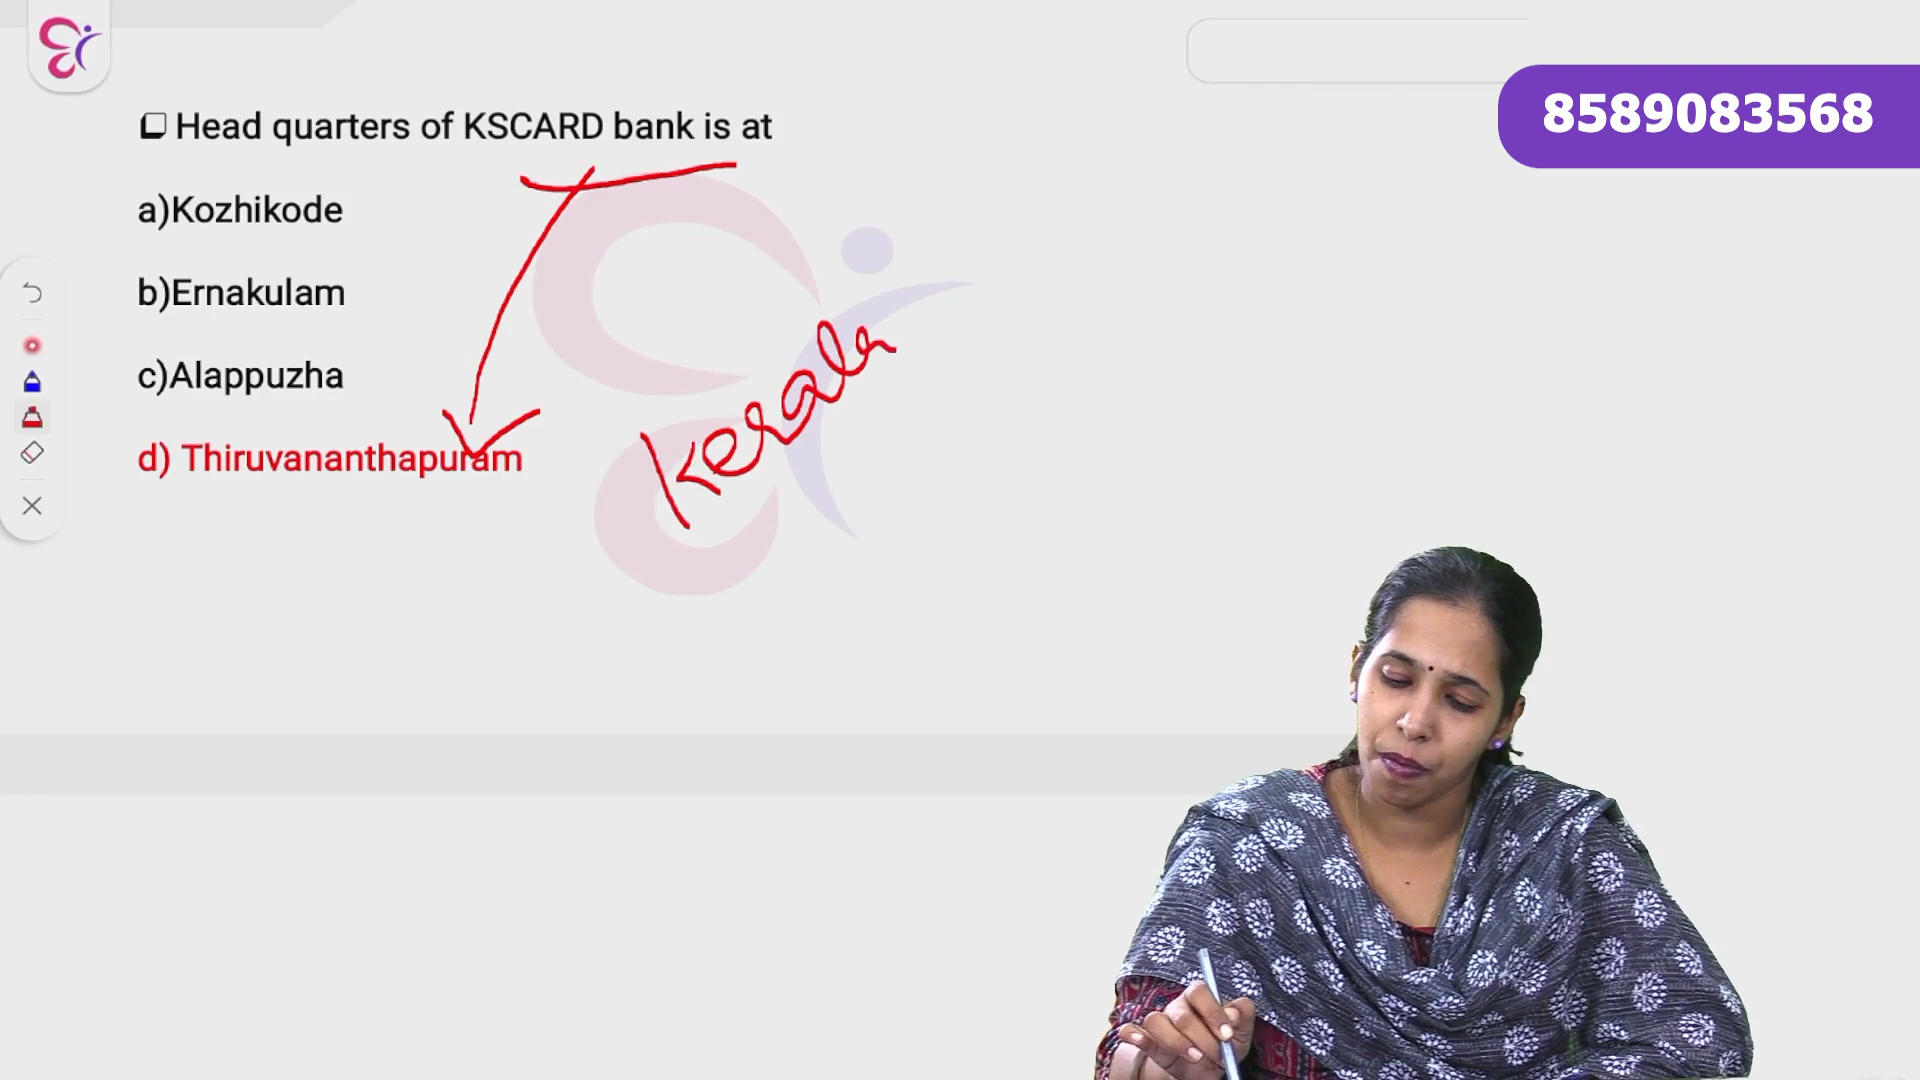 8589083568
Head quarters of KSCARD bank is at
a)Kozhikode
b)Ernakulam
c)Alappuzha
d) Thiruvananthapuram
Kerala